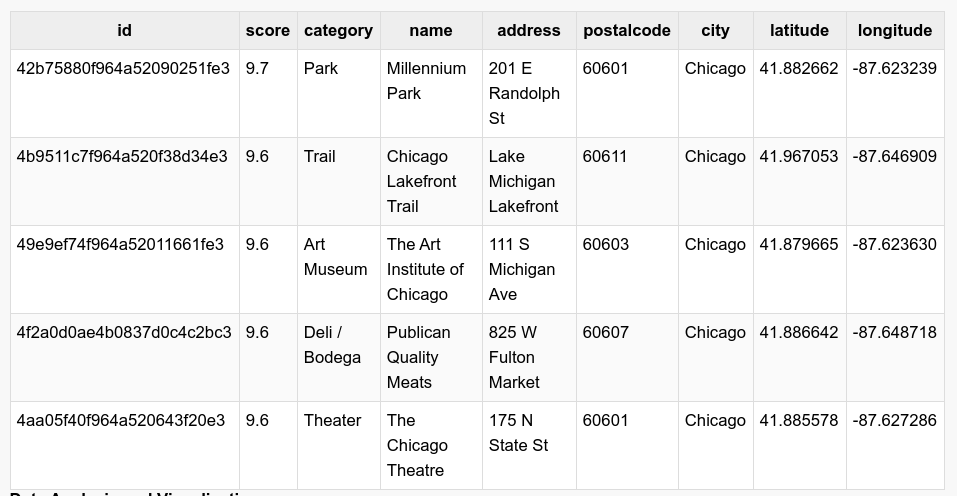 id score category name address postalcode city latitude longitude
42b75880f964a52090251fe3 9.7 Park Millennium 201 E 60601 Chicago 41.882662 -87.623239
Park Randolph
St
4b9511c7f964a520f38d34e3 9.6 Trail Chicago Lake 60611 Chicago 41.967053 -87.646909
Lakefront Michigan
Trail Lakefront
49e9ef74f964a52011661fe3 9.6 Art The Art 111 S 60603 Chicago 41.879665 -87.623630
Museum Institute of Michigan
Chicago Ave
4f2a0d0ae4b0837d0c4c2bc3 9.6 Deli / Publican 825 W 60607 Chicago 41.886642 -87.648718
Bodega Quality Fulton
Meats Market
4aa05f40f964a520643f20e3 9.6 Theater The 175 N 60601 Chicago 41.885578 -87.627286
Chicago State St
Theatre